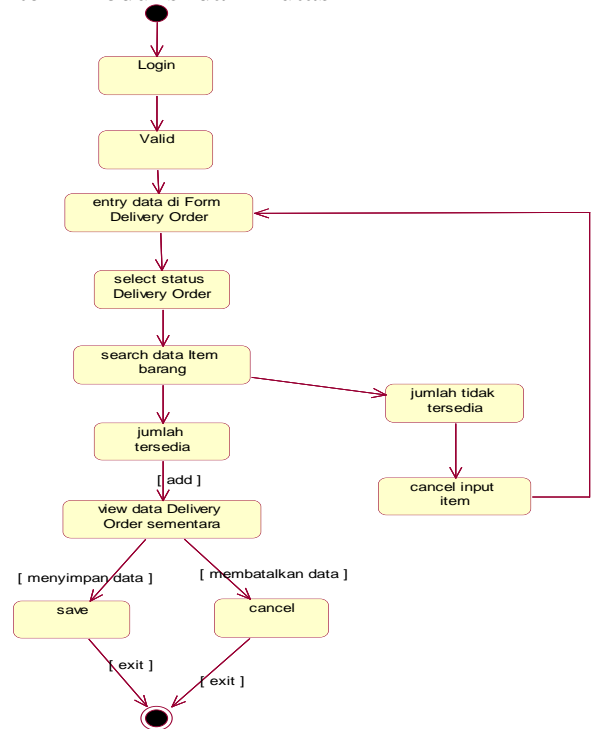 Login
Valid
entry data di Form
Delivery Order
select status
Delivery Order
search data Item
barang
jumlah tidak
tersedia
jumlah
tersedia
[ add ]
cancel input
item
view data Delivery
Order sementara
[ menyimpan data ]
[ membatalkan data ]
save
cancel
[ exit ]
[ exit ]